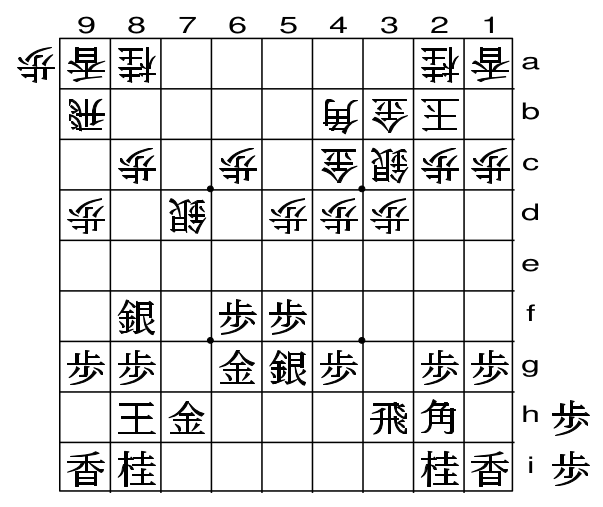 9 8 7 6 5 4 3 2 1
歩 香 桂 桂 香 a
飛 角 金 王 b
歩 歩 金 銀 歩 歩 c
歩 銀 歩 歩 歩 d
e
銀 歩 歩 f
歩 歩 金 銀 歩 歩 歩 g
王 金 飛 角 h 歩
香 桂 桂 香 i 歩